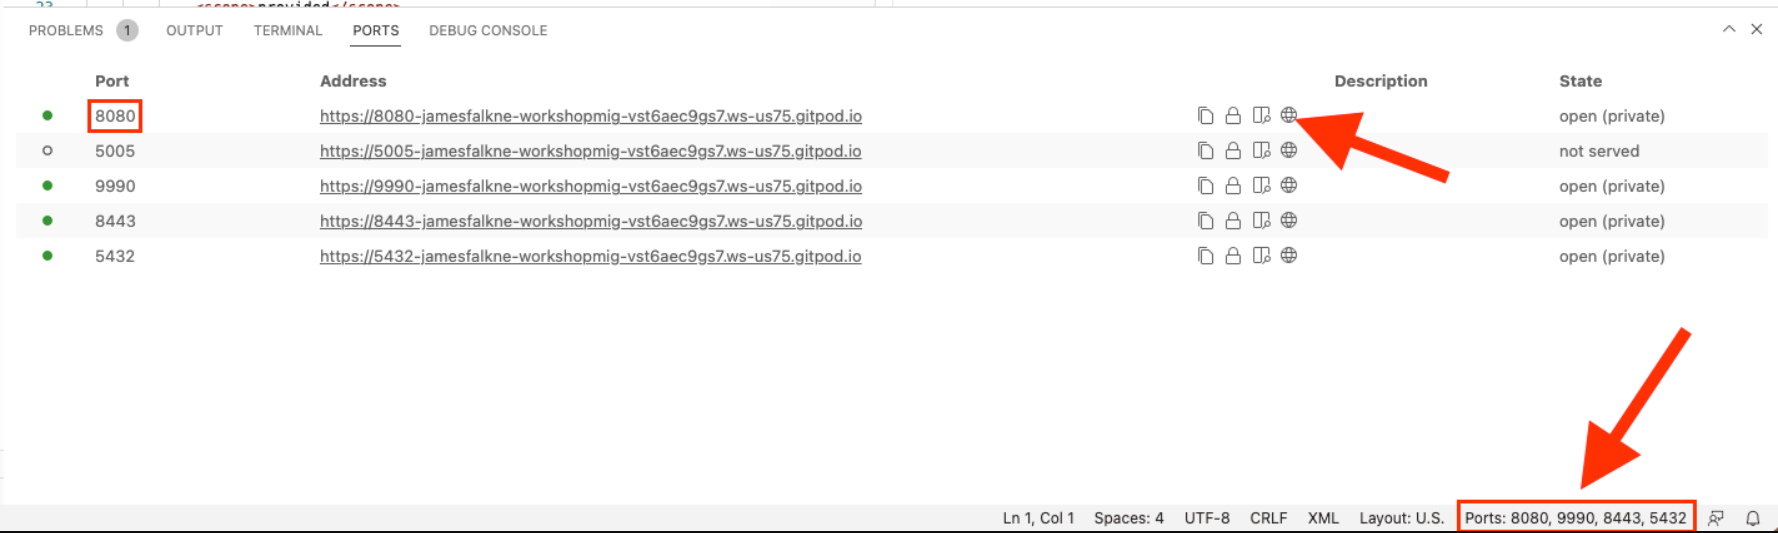 23 <scope>provided</scope>
PROBLEMS 1 OUTPUT TERMINAL PORTS DEBUG CONSOLE
Port Address Description State
8080 https://8080-jamesfalkne-workshopmig-vst6aec9gs7.ws-us75.gitpod.io open (private)
5005 https://5005-jamesfalkne-workshopmig-vst6aec9gs7.ws-us75.gitpod.io not served
9990 https://9990-jamesfalkne-workshopmig-vst6aec9gs7.ws-us75.gitpod.io open (private)
8443 https://8443-jamesfalkne-workshopmig-vst6aec9gs7.ws-us75.gitpod.io open (private)
5432 https://5432-jamesfalkne-workshopmig-vst6aec9gs7.ws-us75.gitpod.io open (private)
Ln 1, Col 1 Spaces: 4 UTF-8 CRLF XML Layout: U.S. Ports: 8080, 9990, 8443, 5432